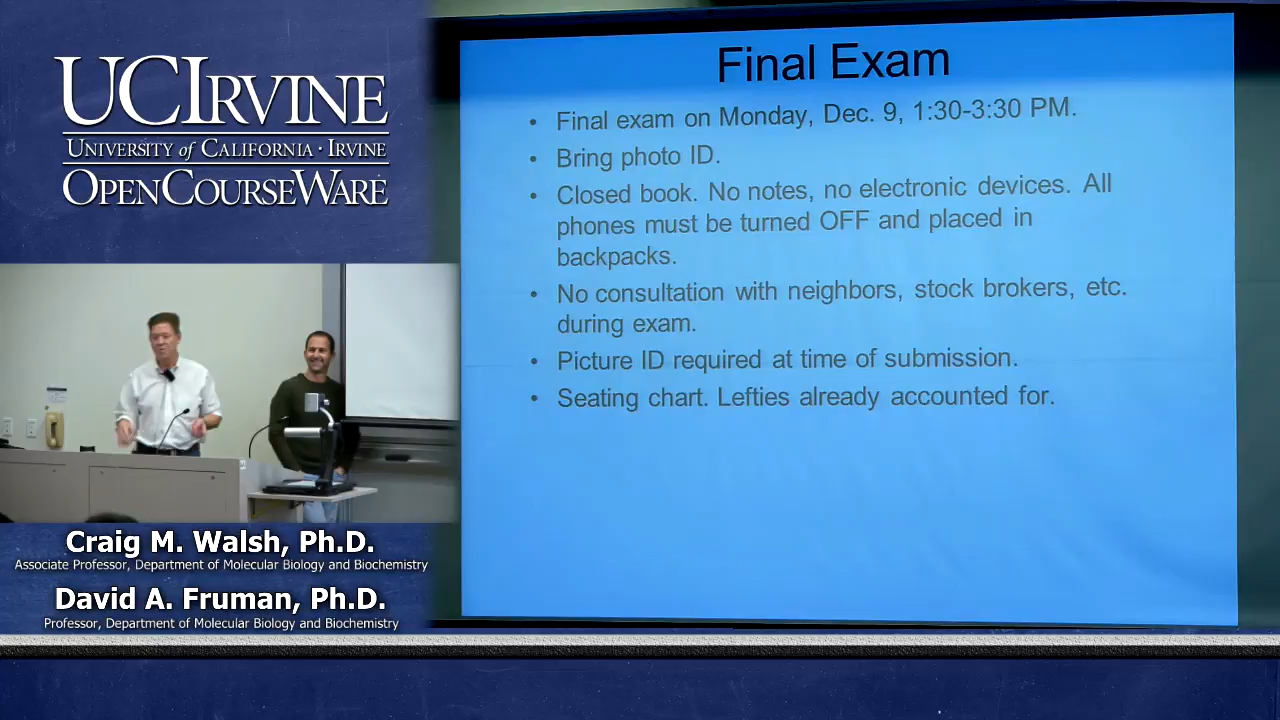 UCIRVINE
UNIVERSITY of CALIFORNIA · IRVINE
OPENCOURSEWARE
Craig M. Walsh, Ph.D.
Associate Professor, Department of Molecular Biology and Biochemistry
David A. Fruman, Ph.D.
Professor, Department of Molecular Biology and Biochemistry
Final Exam
• Final exam on Monday, Dec. 9, 1:30-3:30 PM.
• Bring photo ID.
• Closed book. No notes, no electronic devices. All
phones must be turned OFF and placed in
backpacks.
• No consultation with neighbors, stock brokers, etc.
during exam.
• Picture ID required at time of submission.
• Seating chart. Lefties already accounted for.